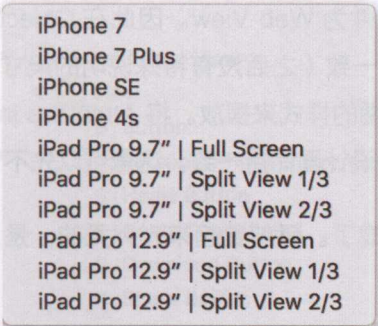 iPhone 7
iPhone 7 Plus
iPhone SE
iPhone 4s
iPad Pro 9.7″ | Full Screen
iPad Pro 9.7″ | Split View 1/3
iPad Pro 9.7″ | Split View 2/3
iPad Pro 12.9″ | Full Screen
iPad Pro 12.9″ | Split View 1/3
iPad Pro 12.9″ | Split View 2/3